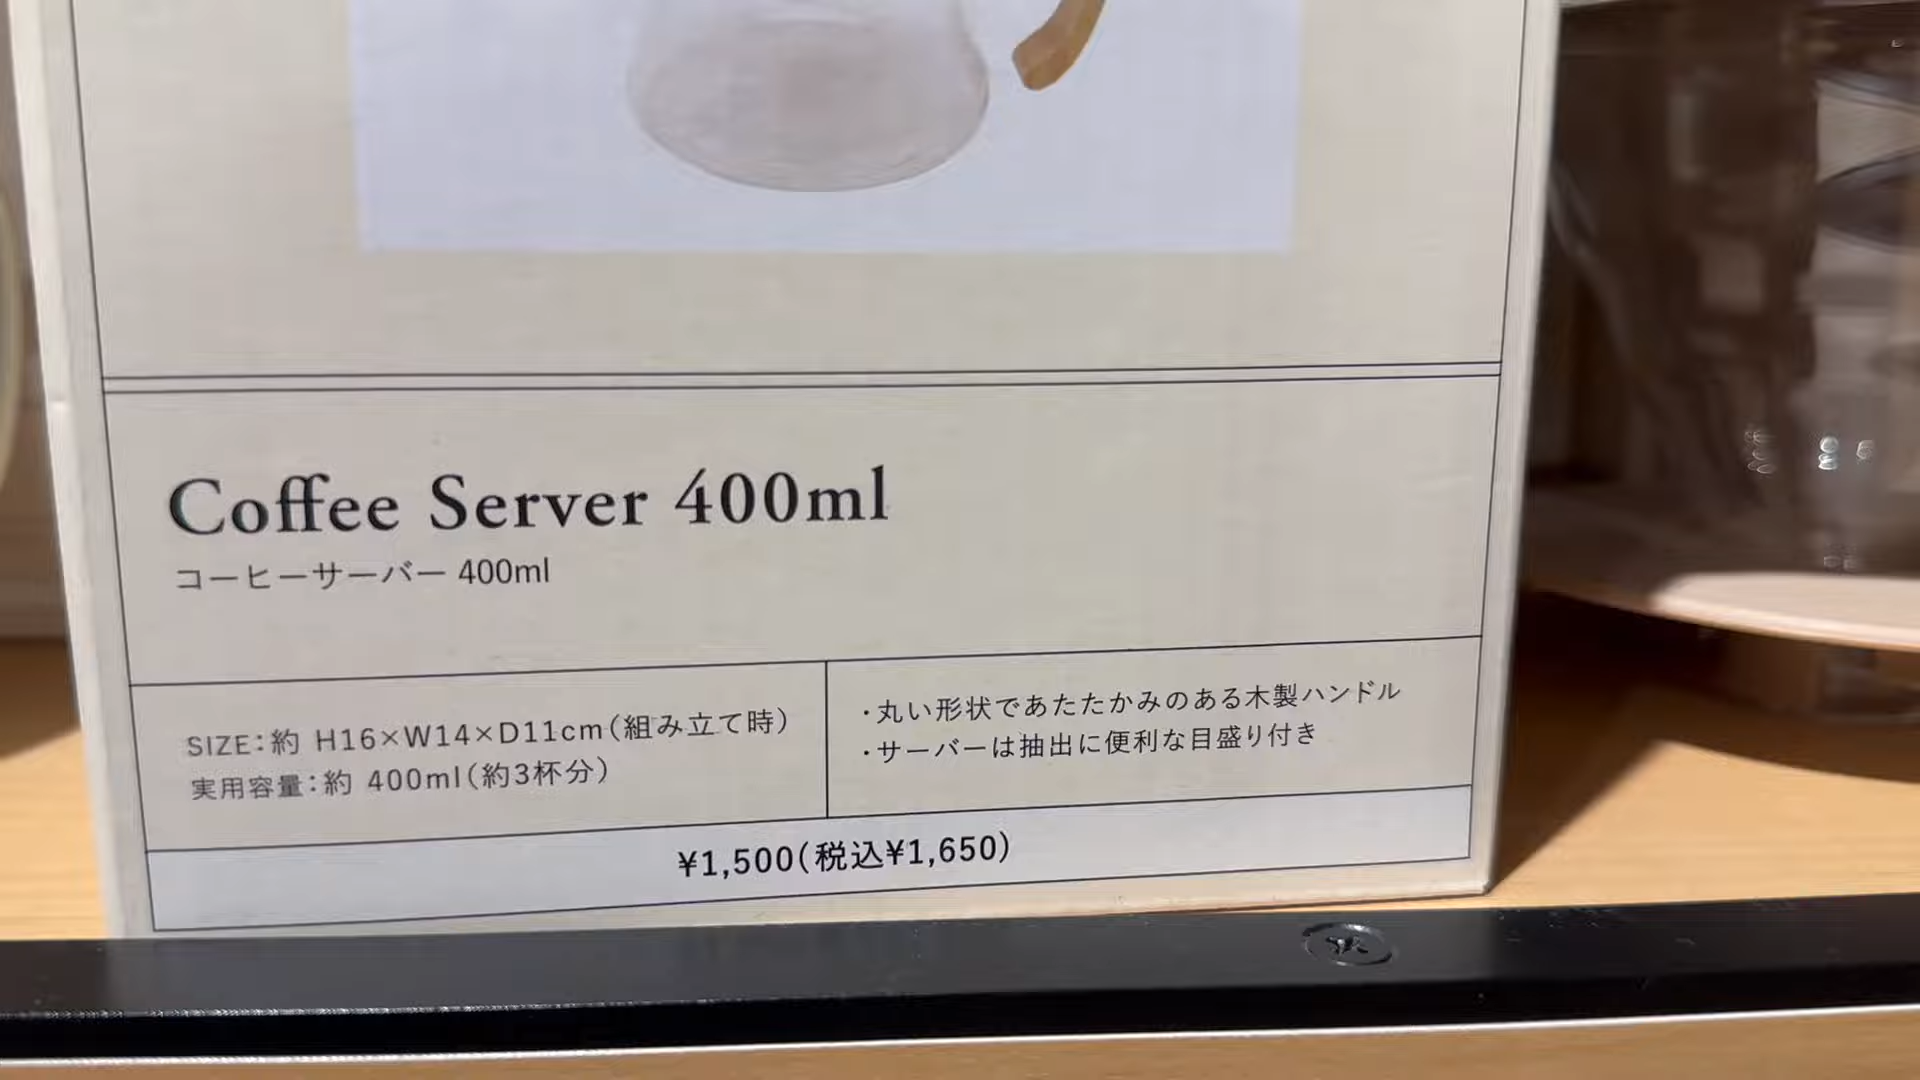 Coffee Server 400ml
コーヒーサーバー 400ml
SIZE：約 H16×W14×D11cm（組み立て時）
実用容量：約 400ml（約3杯分）
・丸い形状であたたかみのある木製ハンドル
・サーバーは抽出に便利な目盛り付き
¥1,500（税込¥1,650）